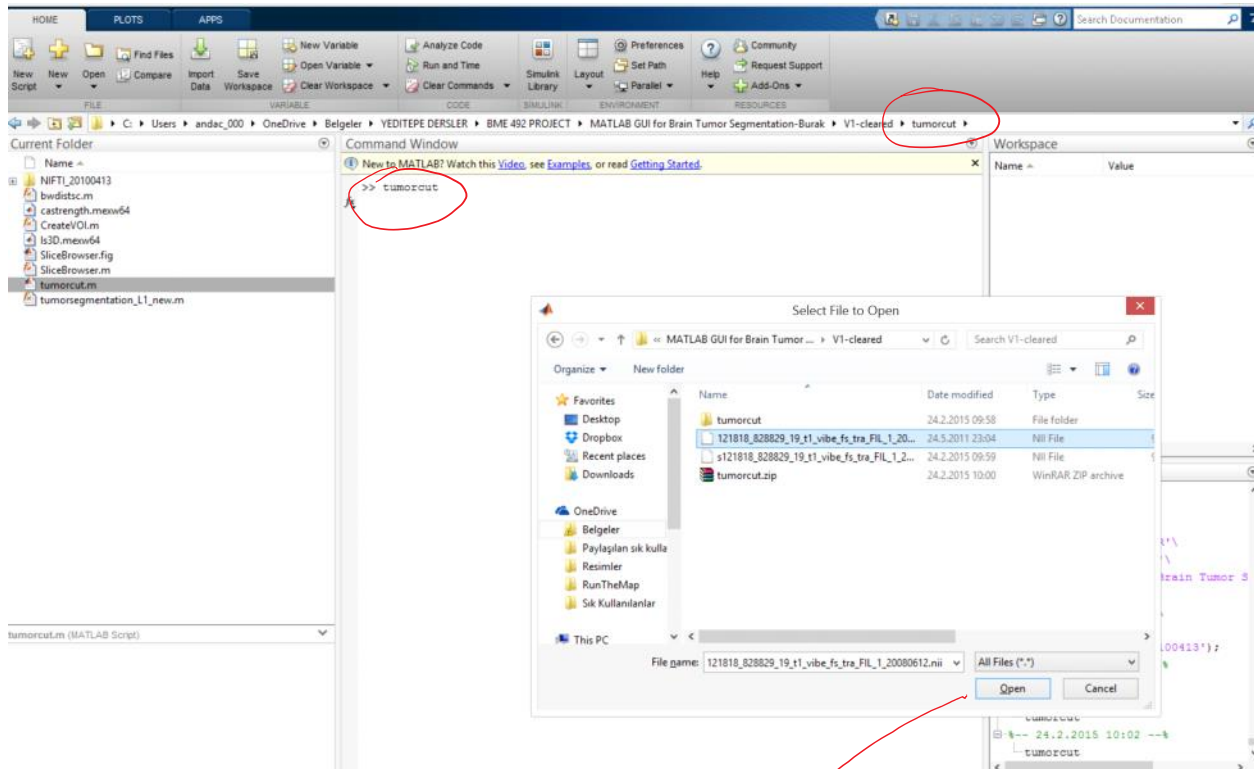 HOME PLOTS APPS
Search Documentation
New Script
New
Open
Find Files
Compare
Import Data
Save Workspace
New Variable
Open Variable
Clear Workspace
Analyze Code
Run and Time
Clear Commands
Simulink Library
Layout
Preferences
Set Path
Parallel
Help
Community
Request Support
Add-Ons
FILE VARIABLE CODE SIMULINK ENVIRONMENT RESOURCES
C: Users andac_000 OneDrive Belgeler YEDITEPE DERSLER BME 492 PROJECT MATLAB GUI for Brain Tumor Segmentation-Burak V1-cleared tumorcut
Current Folder
Name
NIFTI_20100413
bwdistsc.m
castrength.mexw64
CreateVOI.m
ls3D.mexw64
SliceBrowser.fig
SliceBrowser.m
tumorcut.m
tumorsegmentation_L1_new.m
tumorcut.m (MATLAB Script)
Command Window
New to MATLAB? Watch this Video, see Examples, or read Getting Started.
>> tumorcut
fx
Workspace
Name Value
Select File to Open
« MATLAB GUI for Brain Tumor ... V1-cleared
Search V1-cleared
Organize New folder
Favorites
Desktop
Dropbox
Recent places
Downloads
OneDrive
Belgeler
Paylaşılan sık kulla
Resimler
RunTheMap
Sık Kullanılanlar
This PC
Name Date modified Type Size
tumorcut 24.2.2015 09:58 File folder
121818_828829_19_t1_vibe_fs_tra_FIL_1_20... 24.5.2011 23:04 NII File
s121818_828829_19_t1_vibe_fs_tra_FIL_1_2... 24.2.2015 09:59 NII File
tumorcut.zip 24.2.2015 10:00 WinRAR ZIP archive
File name: 121818_828829_19_t1_vibe_fs_tra_FIL_1_20080612.nii All Files (*.*)
Open Cancel
Brain Tumor S
100413');
tumorcut
%-- 24.2.2015 10:02 --%
tumorcut